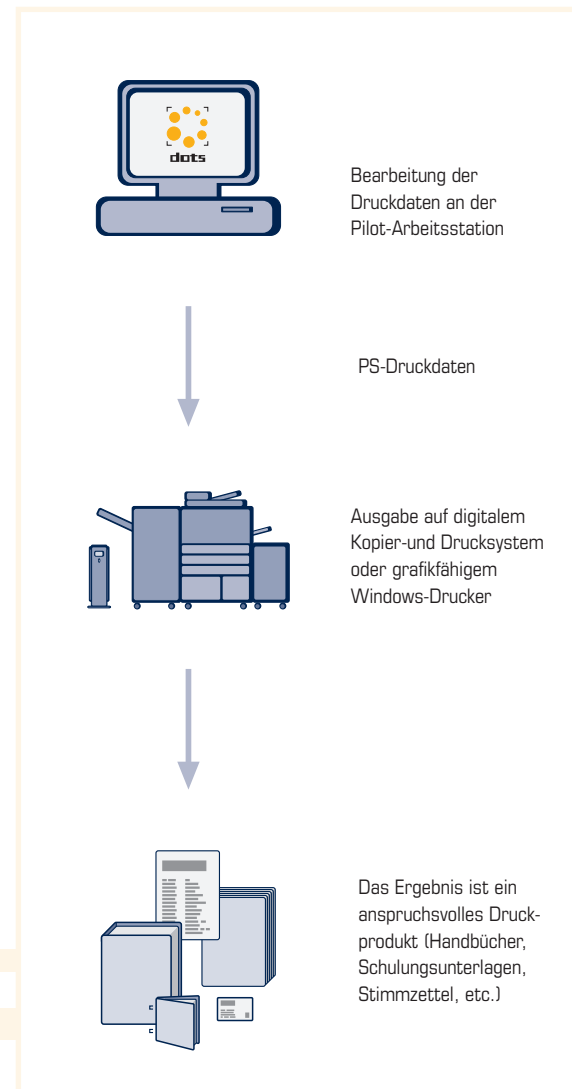 dots
Bearbeitung der
Druckdaten an der
Pilot-Arbeitsstation
PS-Druckdaten
Ausgabe auf digitalem
Kopier-und Drucksystem
oder grafikfähigem
Windows-Drucker
Das Ergebnis ist ein
anspruchsvolles Druck-
produkt (Handbücher,
Schulungsunterlagen,
Stimmzettel, etc.)